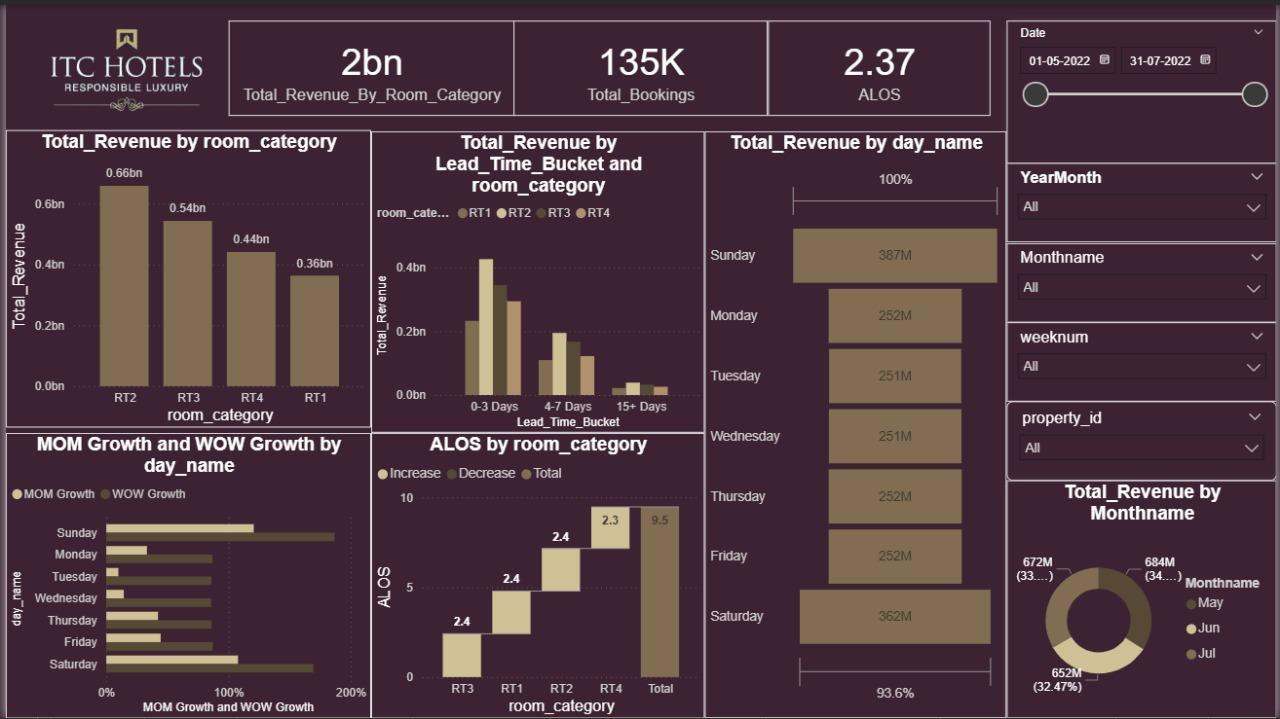 ITC HOTELS
RESPONSIBLE LUXURY
2bn
Total_Revenue_By_Room_Category
135K
Total_Bookings
2.37
ALOS
Date
01-05-2022
31-07-2022
YearMonth
All
Monthname
All
weeknum
All
property_id
All
Total_Revenue by room_category
Total_Revenue
0.6bn
0.4bn
0.2bn
0.0bn
0.66bn
0.54bn
0.44bn
0.36bn
RT2
RT3
RT4
RT1
room_category
Total_Revenue by
Lead_Time_Bucket and
room_category
room_cate...
RT1
RT2
RT3
RT4
Total_Revenue
0.4bn
0.2bn
0.0bn
0-3 Days
4-7 Days
15+ Days
Lead_Time_Bucket
Total_Revenue by day_name
100%
Sunday
387M
Monday
252M
Tuesday
251M
Wednesday
251M
Thursday
252M
Friday
252M
Saturday
362M
93.6%
MOM Growth and WOW Growth by
day_name
MOM Growth
WOW Growth
day_name
Sunday
Monday
Tuesday
Wednesday
Thursday
Friday
Saturday
0%
100%
200%
MOM Growth and WOW Growth
ALOS by room_category
Increase
Decrease
Total
ALOS
10
5
0
2.4
2.4
2.4
2.3
9.5
RT3
RT1
RT2
RT4
Total
room_category
Total_Revenue by
Monthname
672M
(33....)
684M
(34....)
652M
(32.47%)
Monthname
May
Jun
Jul